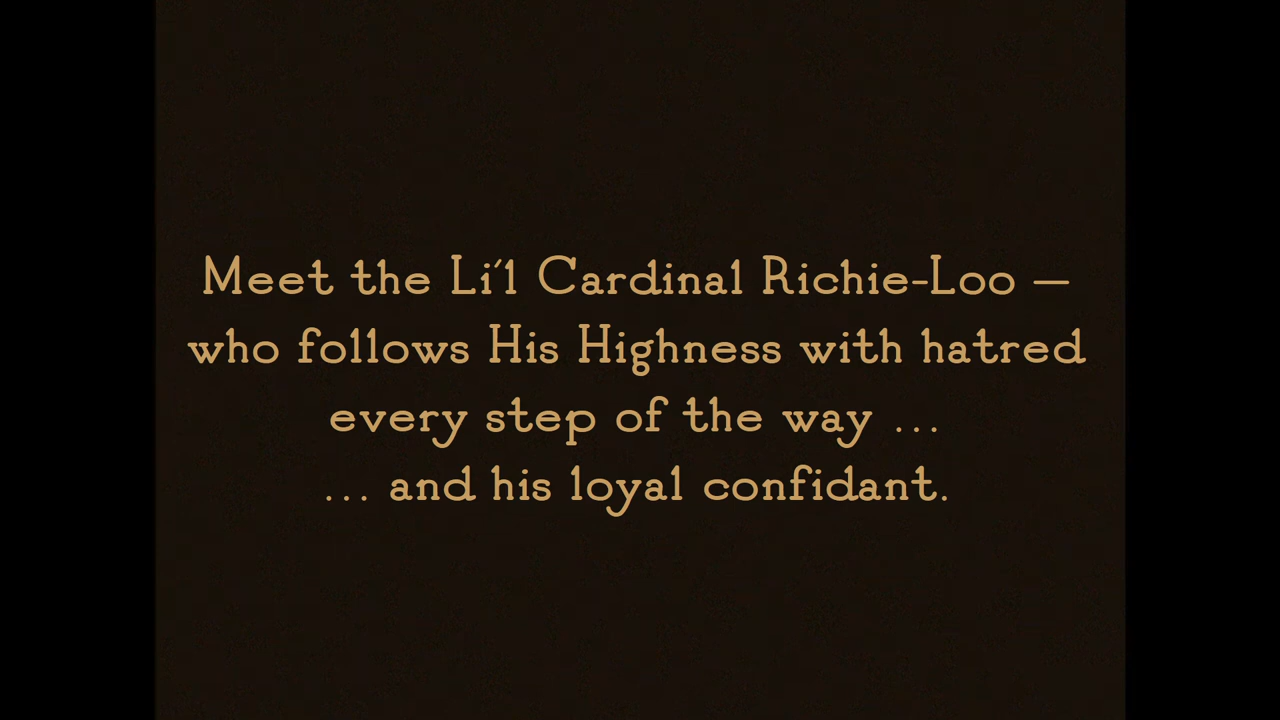 Meet the Li´l Cardinal Richie-Loo —
who follows His Highness with hatred
every step of the way ...
... and his loyal confidant.